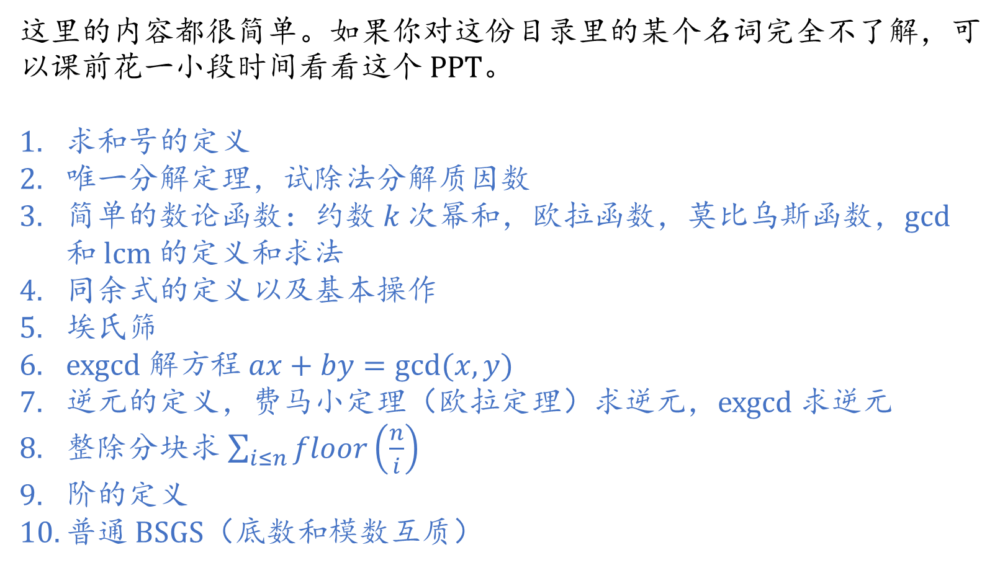 这里的内容都很简单。如果你对这份目录里的某个名词完全不了解，可
以课前花一小段时间看看这个 PPT。
1. 求和号的定义
2. 唯一分解定理，试除法分解质因数
3. 简单的数论函数：约数 k 次幂和，欧拉函数，莫比乌斯函数，gcd
和 lcm 的定义和求法
4. 同余式的定义以及基本操作
5. 埃氏筛
6. exgcd 解方程 ax + by = gcd(x, y)
7. 逆元的定义，费马小定理（欧拉定理）求逆元，exgcd 求逆元
8. 整除分块求 ∑_{i≤n} floor(n/i)
9. 阶的定义
10. 普通 BSGS（底数和模数互质）